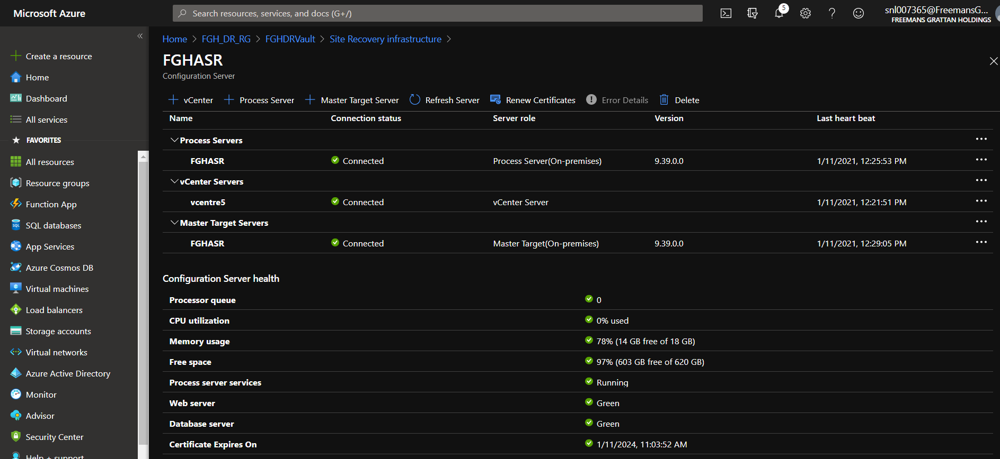 Microsoft Azure
Search resources, services, and docs (G+/)
5
snl007365@FreemansG...
FREEMANS GRATTAN HOLDINGS
«
Create a resource
Home
Dashboard
All services
FAVORITES
All resources
Resource groups
Function App
SQL databases
App Services
Azure Cosmos DB
Virtual machines
Load balancers
Storage accounts
Virtual networks
Azure Active Directory
Monitor
Advisor
Security Center
Help + support
Home > FGH_DR_RG > FGHDRVault > Site Recovery infrastructure >
FGHASR
Configuration Server
vCenter Process Server Master Target Server Refresh Server Renew Certificates Error Details Delete
Name Connection status Server role Version Last heart beat
Process Servers ...
FGHASR Connected Process Server(On-premises) 9.39.0.0 1/11/2021, 12:25:53 PM ...
vCenter Servers ...
vcentre5 Connected vCenter Server 1/11/2021, 12:21:51 PM ...
Master Target Servers ...
FGHASR Connected Master Target(On-premises) 9.39.0.0 1/11/2021, 12:29:05 PM ...
Configuration Server health
Processor queue 0
CPU utilization 0% used
Memory usage 78% (14 GB free of 18 GB)
Free space 97% (603 GB free of 620 GB)
Process server services Running
Web server Green
Database server Green
Certificate Expires On 1/11/2024, 11:03:52 AM